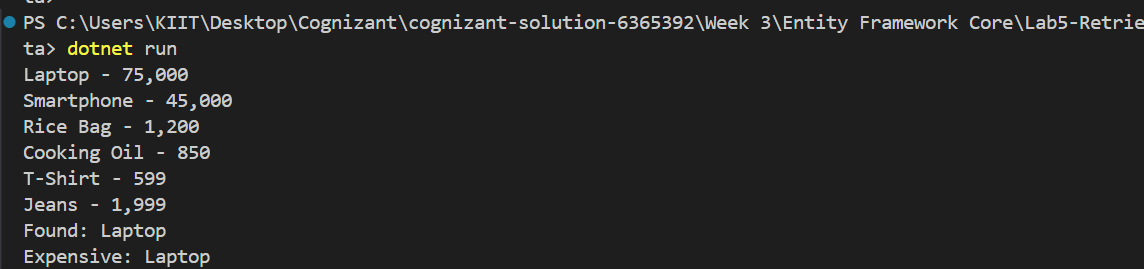 PS C:\Users\KIIT\Desktop\Cognizant\cognizant-solution-6365392\Week 3\Entity Framework Core\Lab5-Retrie
ta> dotnet run
Laptop - 75,000
Smartphone - 45,000
Rice Bag - 1,200
Cooking Oil - 850
T-Shirt - 599
Jeans - 1,999
Found: Laptop
Expensive: Laptop